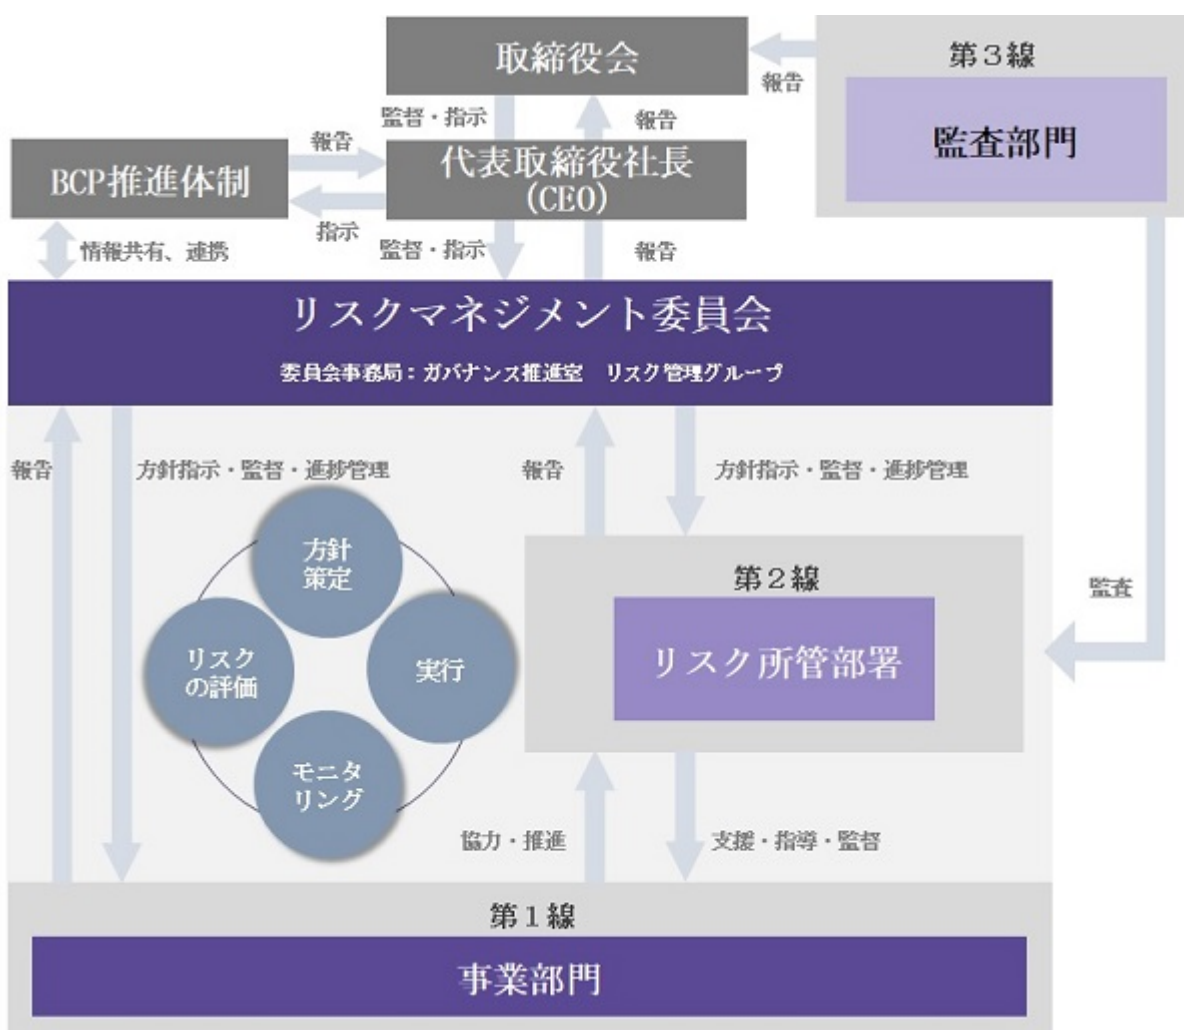 取締役会
第３線
監査部門
報告
監督・指示
報告
報告
BCP推進体制
代表取締役社長
(CEO)
指示
情報共有、連携
監督・指示
報告
リスクマネジメント委員会
委員会事務局：ガバナンス推進室　リスク管理グループ
報告
方針指示・監督・進捗管理
報告
方針指示・監督・進捗管理
方針
策定
リスク
の評価
実行
モニタ
リング
第２線
リスク所管部署
監査
協力・推進
支援・指導・監督
第１線
事業部門